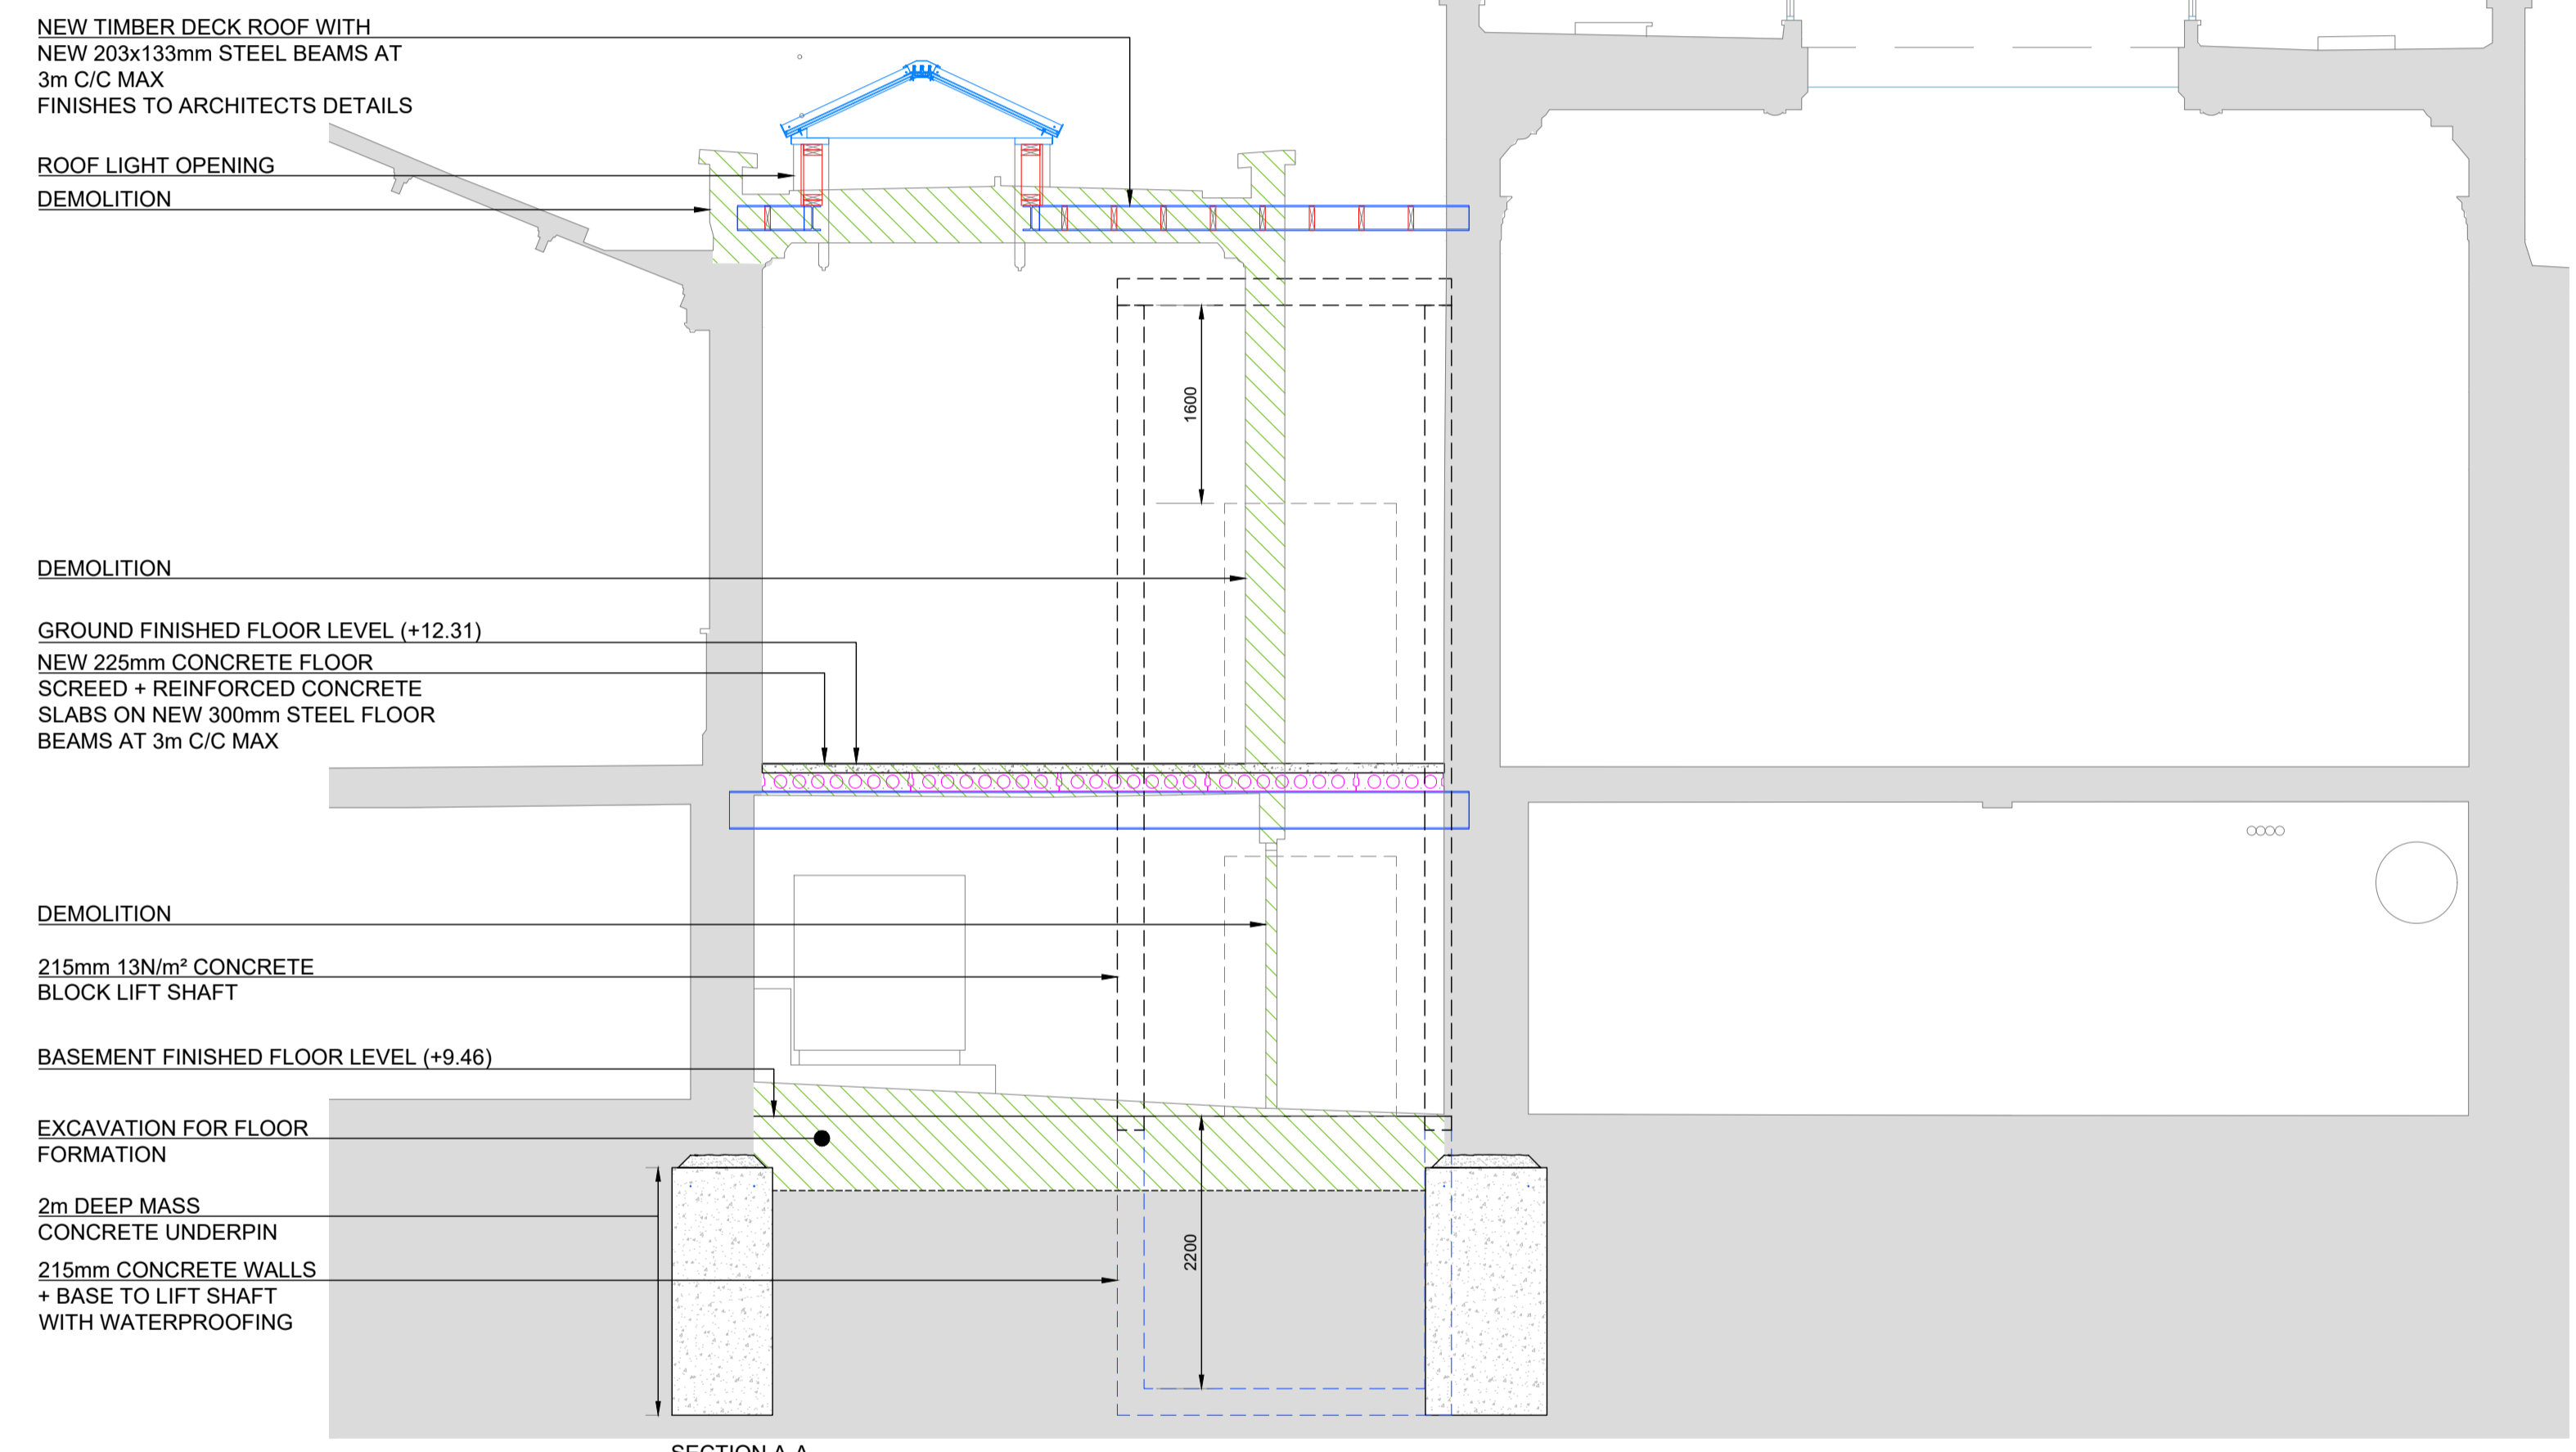 NEW TIMBER DECK ROOF WITH
NEW 203x133mm STEEL BEAMS AT
3m C/C MAX
FINISHES TO ARCHITECTS DETAILS
ROOF LIGHT OPENING
DEMOLITION
1600
DEMOLITION
GROUND FINISHED FLOOR LEVEL (+12.31)
NEW 225mm CONCRETE FLOOR
SCREED + REINFORCED CONCRETE
SLABS ON NEW 300mm STEEL FLOOR
BEAMS AT 3m C/C MAX
DEMOLITION
215mm 13N/m² CONCRETE
BLOCK LIFT SHAFT
BASEMENT FINISHED FLOOR LEVEL (+9.46)
EXCAVATION FOR FLOOR
FORMATION
2m DEEP MASS
CONCRETE UNDERPIN
2200
215mm CONCRETE WALLS
+ BASE TO LIFT SHAFT
WITH WATERPROOFING
SECTION A-A